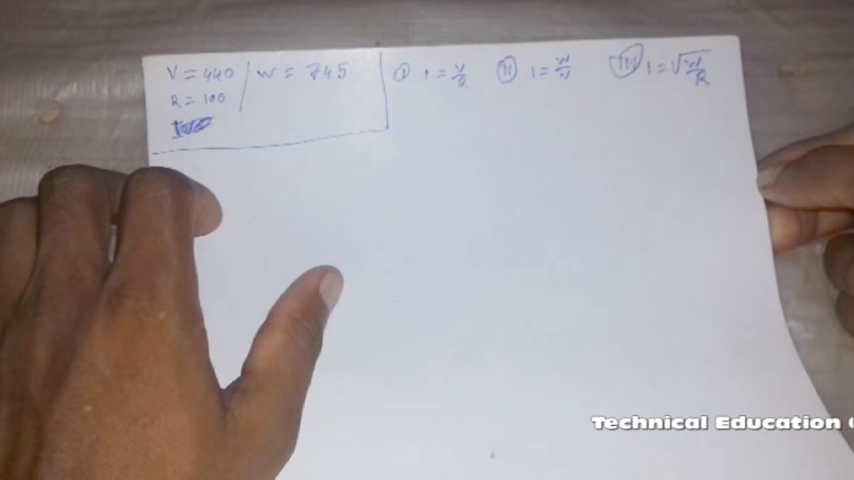 V = 440 / W = 745
R = 100
(I) I = V/R (II) I = W/V (III) I = √W/R
Technical Education